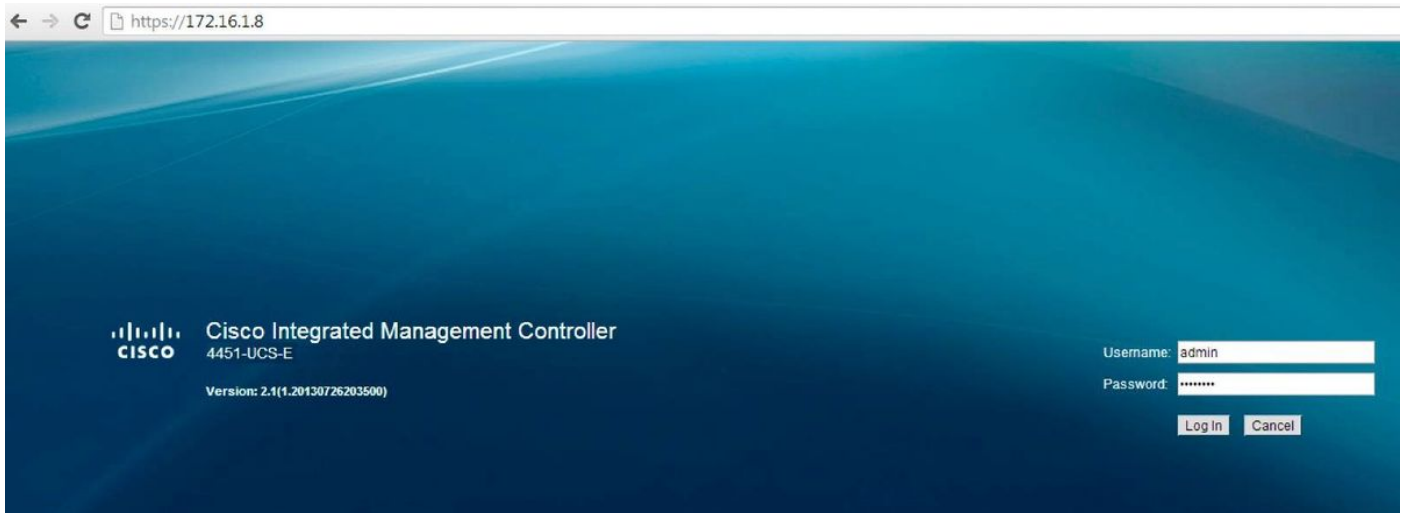 https://172.16.1.8
CISCO
Cisco Integrated Management Controller
4451-UCS-E
Version: 2.1(1.20130726203500)
Username: admin
Password: ••••••••
Log In Cancel